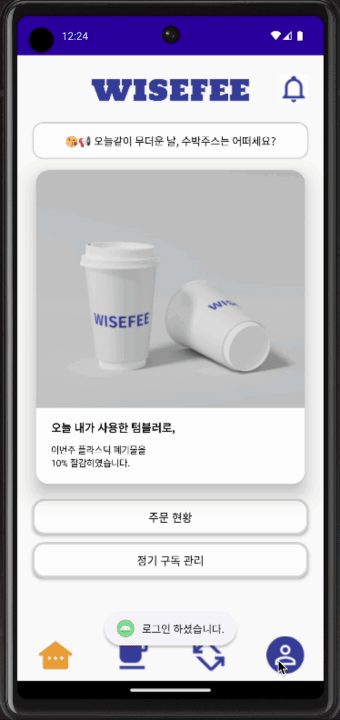 12:24
WISEFEE
오늘같이 무더운 날, 수박주스는 어떠세요?
WISEFEE
WIS
오늘 내가 사용한 텀블러로,
이번주 플라스틱 폐기물을
10% 절감하였습니다.
주문 현황
정기 구독 관리
로그인 하셨습니다.